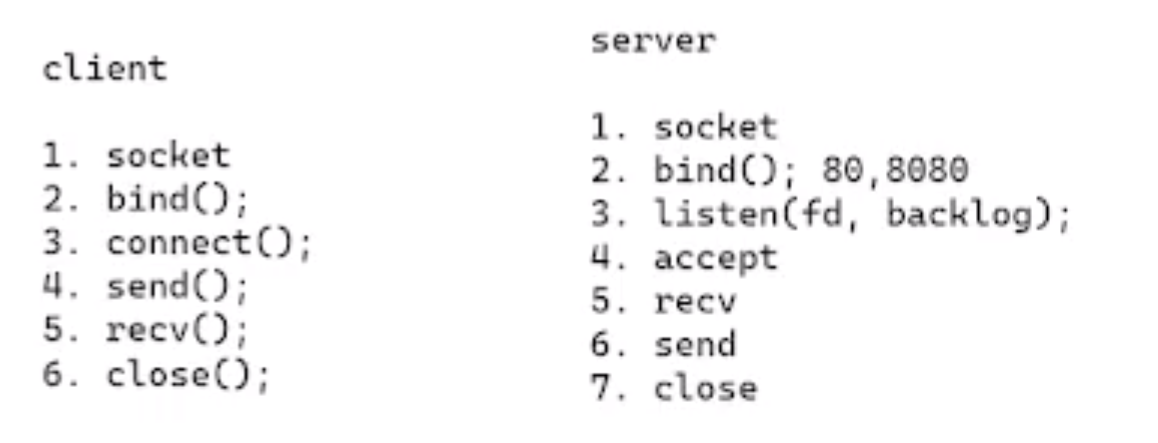 client
1. socket
2. bind();
3. connect();
4. send();
5. recv();
6. close();
server
1. socket
2. bind(); 80,8080
3. listen(fd, backlog);
4. accept
5. recv
6. send
7. close